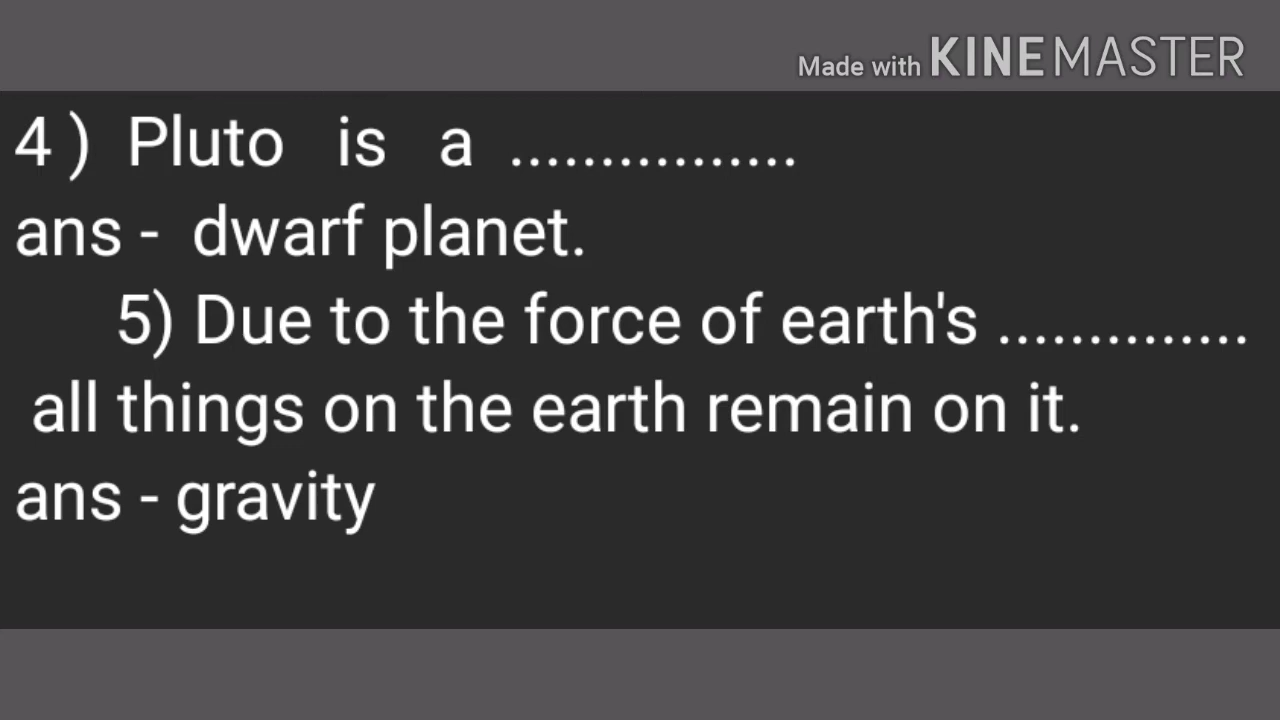 Made with KINEMASTER
4 ) Pluto is a ................
ans - dwarf planet.
5) Due to the force of earth's ..............
all things on the earth remain on it.
ans - gravity